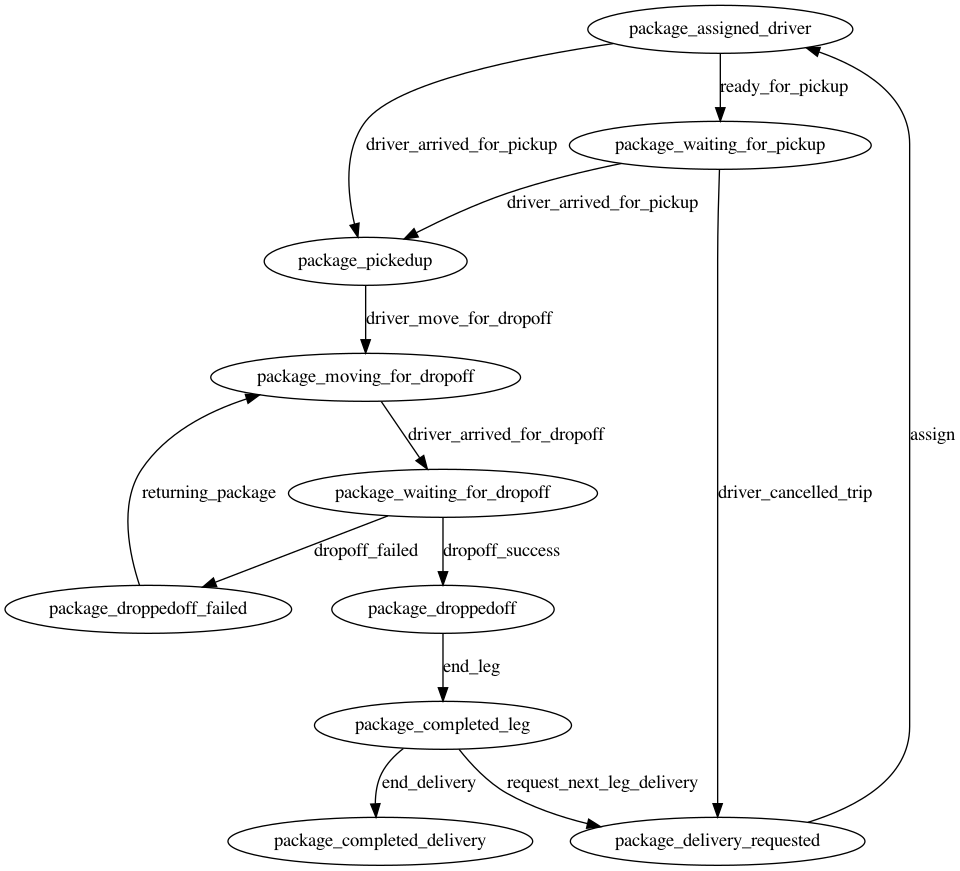 package_assigned_driver
ready_for_pickup
driver_arrived_for_pickup
package_waiting_for_pickup
driver_arrived_for_pickup
package_pickedup
driver_move_for_dropoff
package_moving_for_dropoff
driver_arrived_for_dropoff
assign
returning_package
package_waiting_for_dropoff
driver_cancelled_trip
dropoff_failed
dropoff_success
package_droppedoff_failed
package_droppedoff
end_leg
package_completed_leg
end_delivery
request_next_leg_delivery
package_completed_delivery
package_delivery_requested